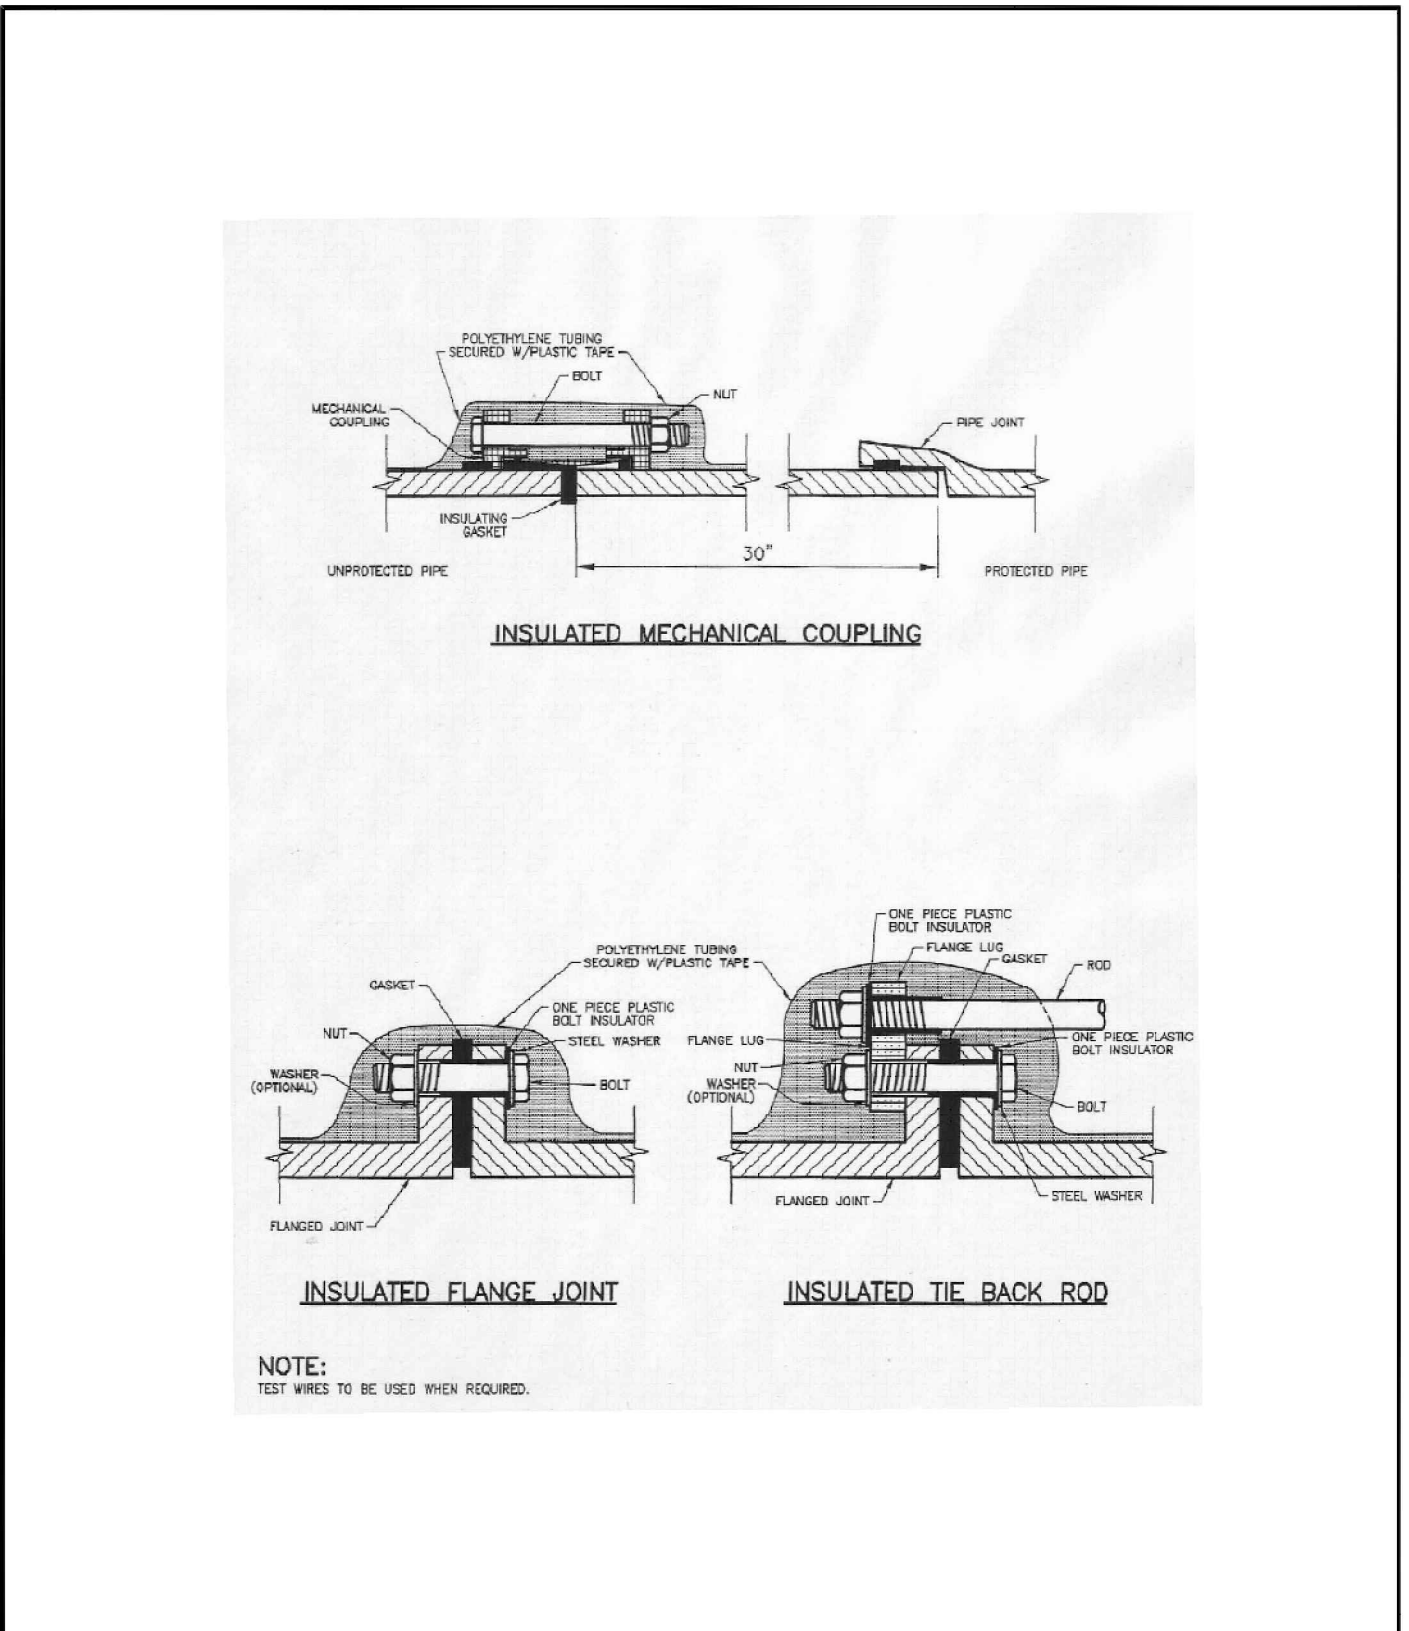 POLYETHYLENE TUBING
SECURED W/PLASTIC TAPE
BOLT
NUT
MECHANICAL
COUPLING
PIPE JOINT
INSULATING
GASKET
30"
UNPROTECTED PIPE
PROTECTED PIPE
INSULATED MECHANICAL COUPLING
ONE PIECE PLASTIC
BOLT INSULATOR
FLANGE LUG
GASKET
ROD
POLYETHYLENE TUBING
SECURED W/PLASTIC TAPE
GASKET
ONE PIECE PLASTIC
BOLT INSULATOR
STEEL WASHER
NUT
WASHER
(OPTIONAL)
BOLT
FLANGE LUG
NUT
WASHER
(OPTIONAL)
ONE PIECE PLASTIC
BOLT INSULATOR
BOLT
STEEL WASHER
FLANGED JOINT
FLANGED JOINT
INSULATED FLANGE JOINT
INSULATED TIE BACK ROD
NOTE:
TEST WIRES TO BE USED WHEN REQUIRED.